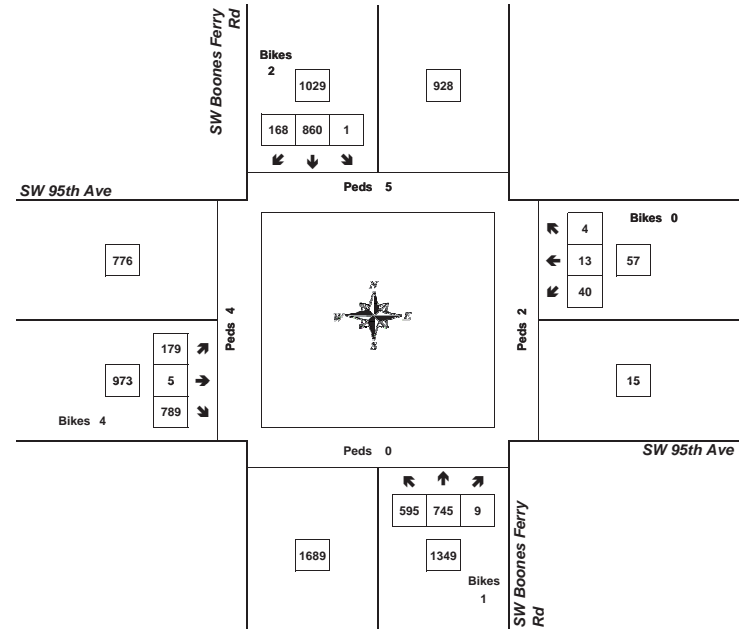 SW Boones Ferry
Rd
Bikes
2
1029
928
168 860 1
Peds 5
SW 95th Ave
Bikes 0
4
776
13
57
40
N
W E
S
Peds 4
Peds 2
179
973
5
15
789
Bikes 4
Peds 0
SW 95th Ave
595 745 9
1689
1349
Bikes
1
SW Boones Ferry
Rd